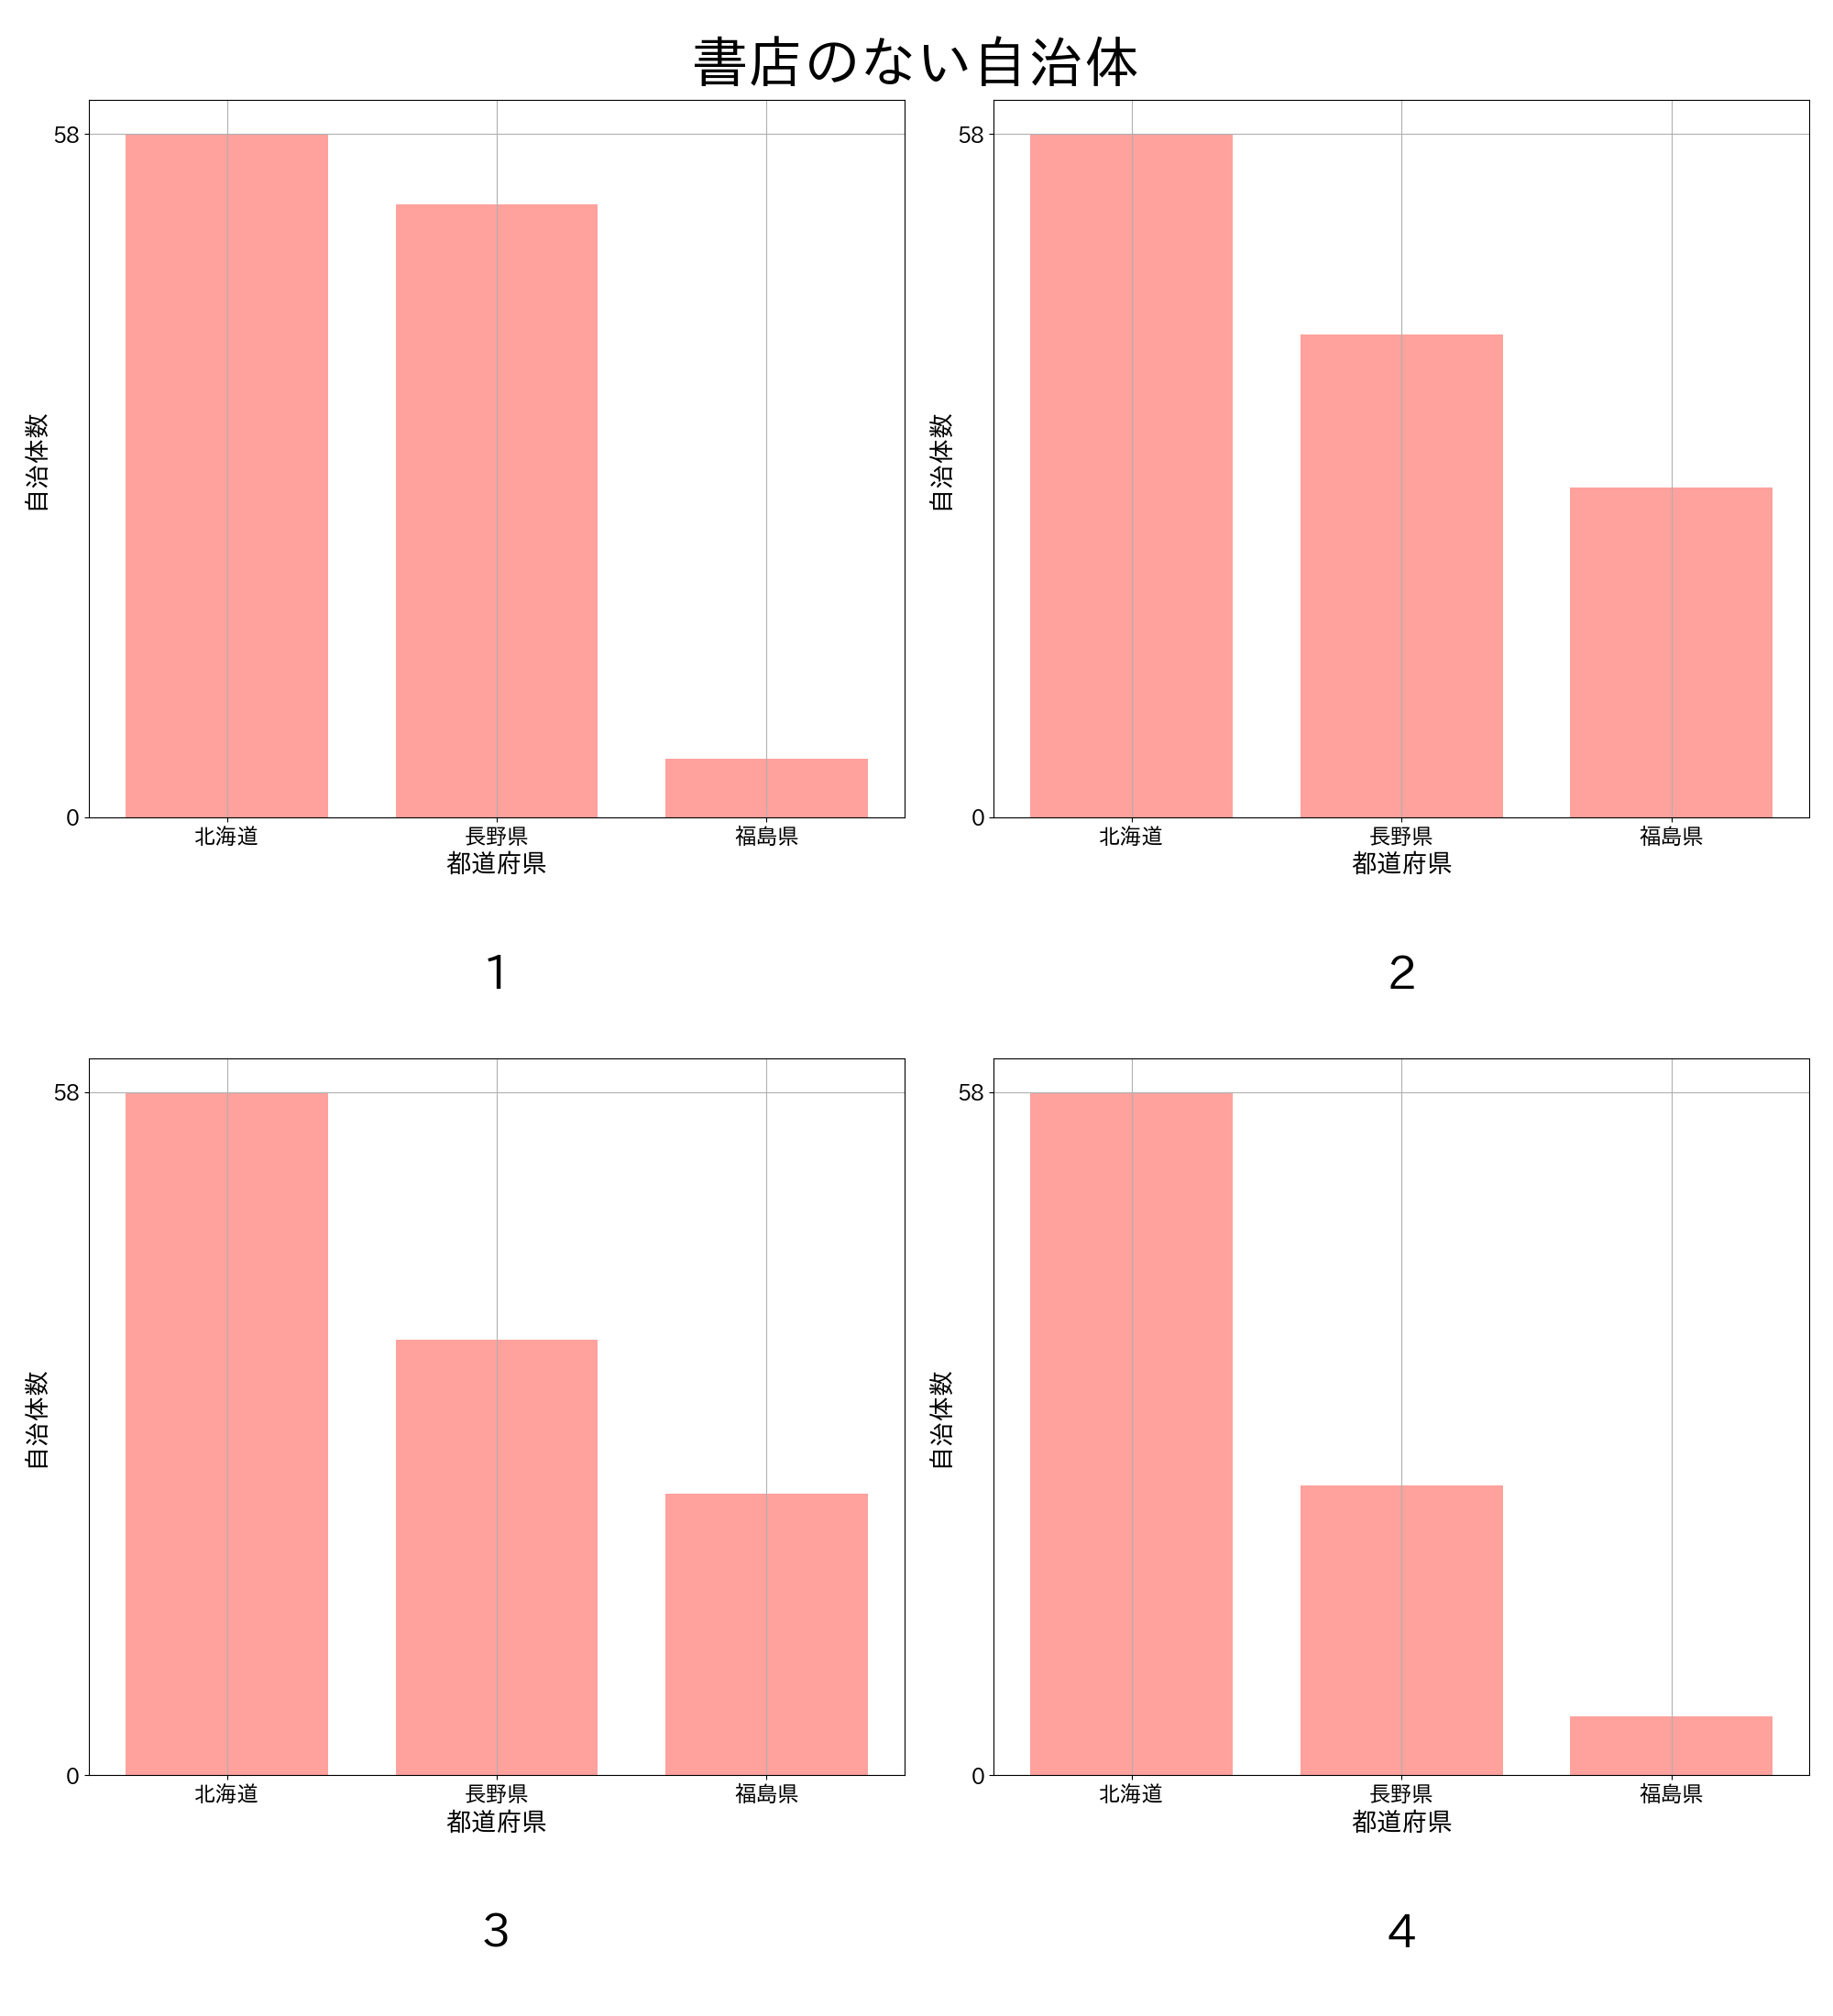 書店のない自治体
58
0
自治体数
北海道 長野県 福島県
都道府県
1
58
0
自治体数
北海道 長野県 福島県
都道府県
2
58
0
自治体数
北海道 長野県 福島県
都道府県
3
58
0
自治体数
北海道 長野県 福島県
都道府県
4